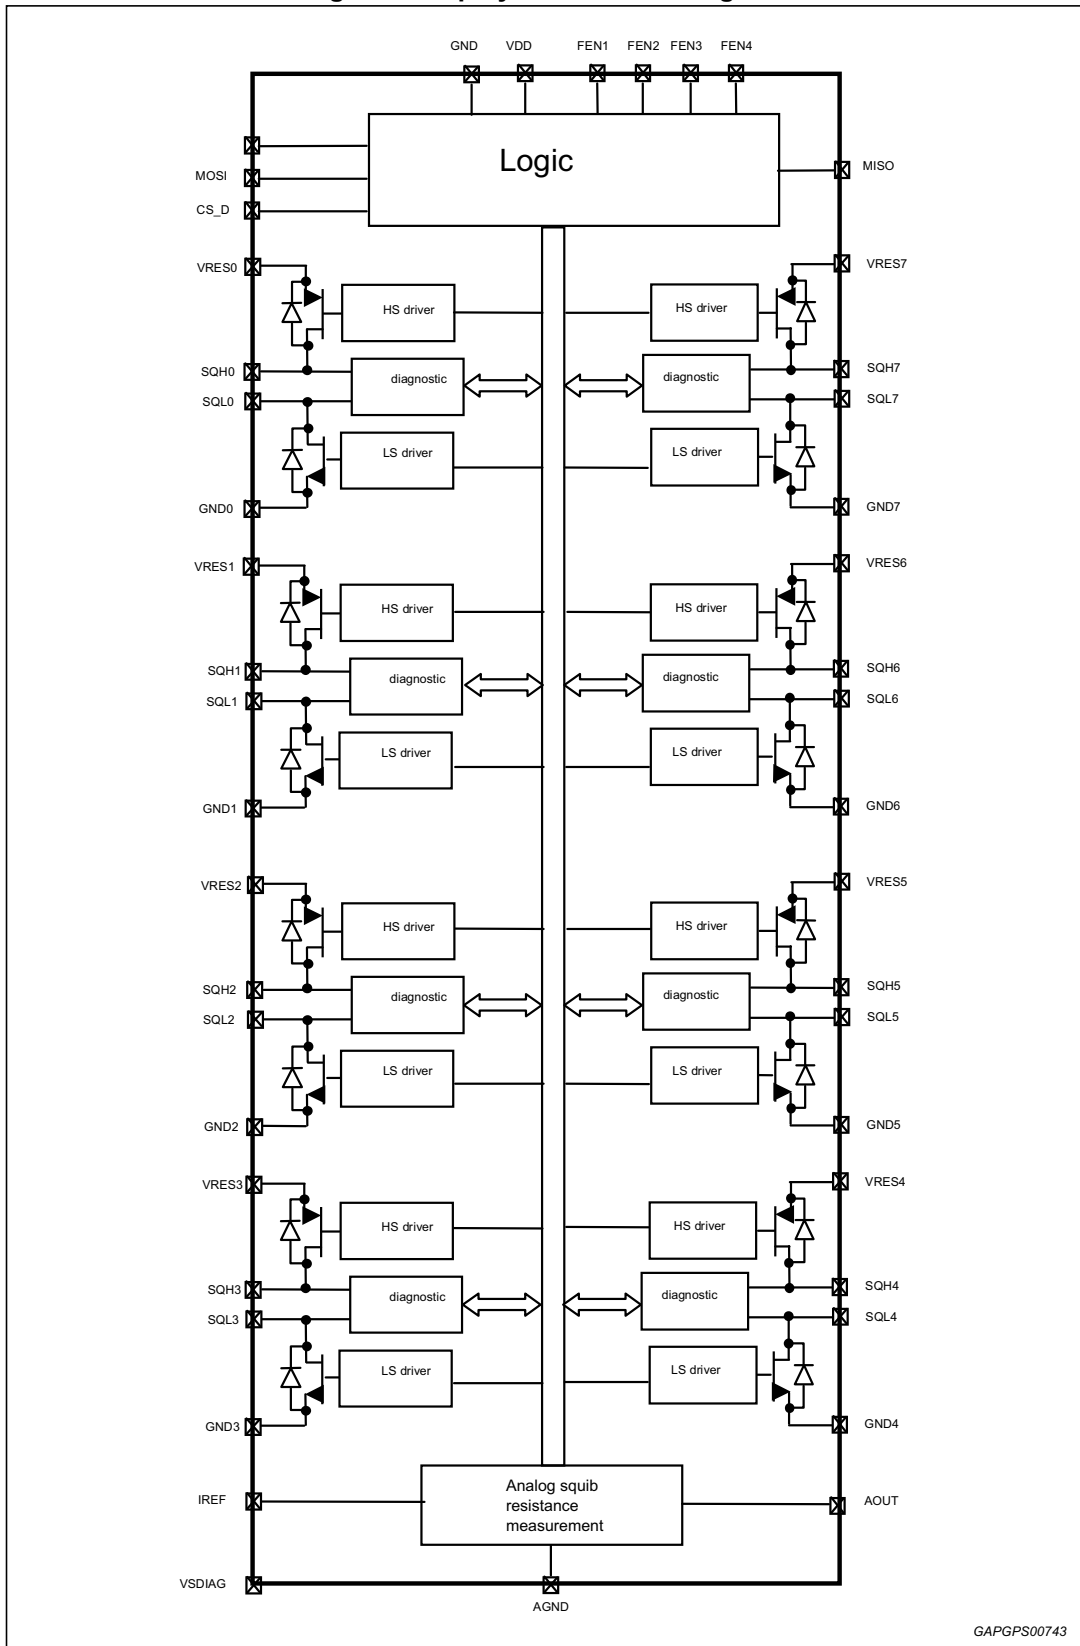 GND VDD FEN1 FEN2 FEN3 FEN4
Logic
MOSI
MISO
CS_D
VRES0
VRES7
HS driver
HS driver
SQH0
SQH7
diagnostic
diagnostic
SQL0
SQL7
LS driver
LS driver
GND0
GND7
VRES1
VRES6
HS driver
HS driver
SQH1
SQH6
diagnostic
diagnostic
SQL1
SQL6
LS driver
LS driver
GND1
GND6
VRES2
VRES5
HS driver
HS driver
SQH2
SQH5
diagnostic
diagnostic
SQL2
SQL5
LS driver
LS driver
GND2
GND5
VRES3
VRES4
HS driver
HS driver
SQH3
SQH4
diagnostic
diagnostic
SQL3
SQL4
LS driver
LS driver
GND3
GND4
IREF
Analog squib
resistance
measurement
AOUT
VSDIAG
AGND
GAPGPS00743